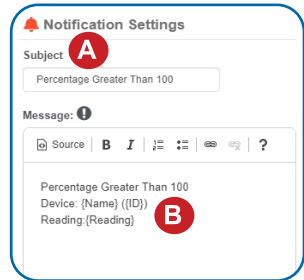 Notification Settings
Subject A
Percentage Greater Than 100
Message:
Source B I ?
Percentage Greater Than 100
Device: {Name} ({ID})
Reading:{Reading} B